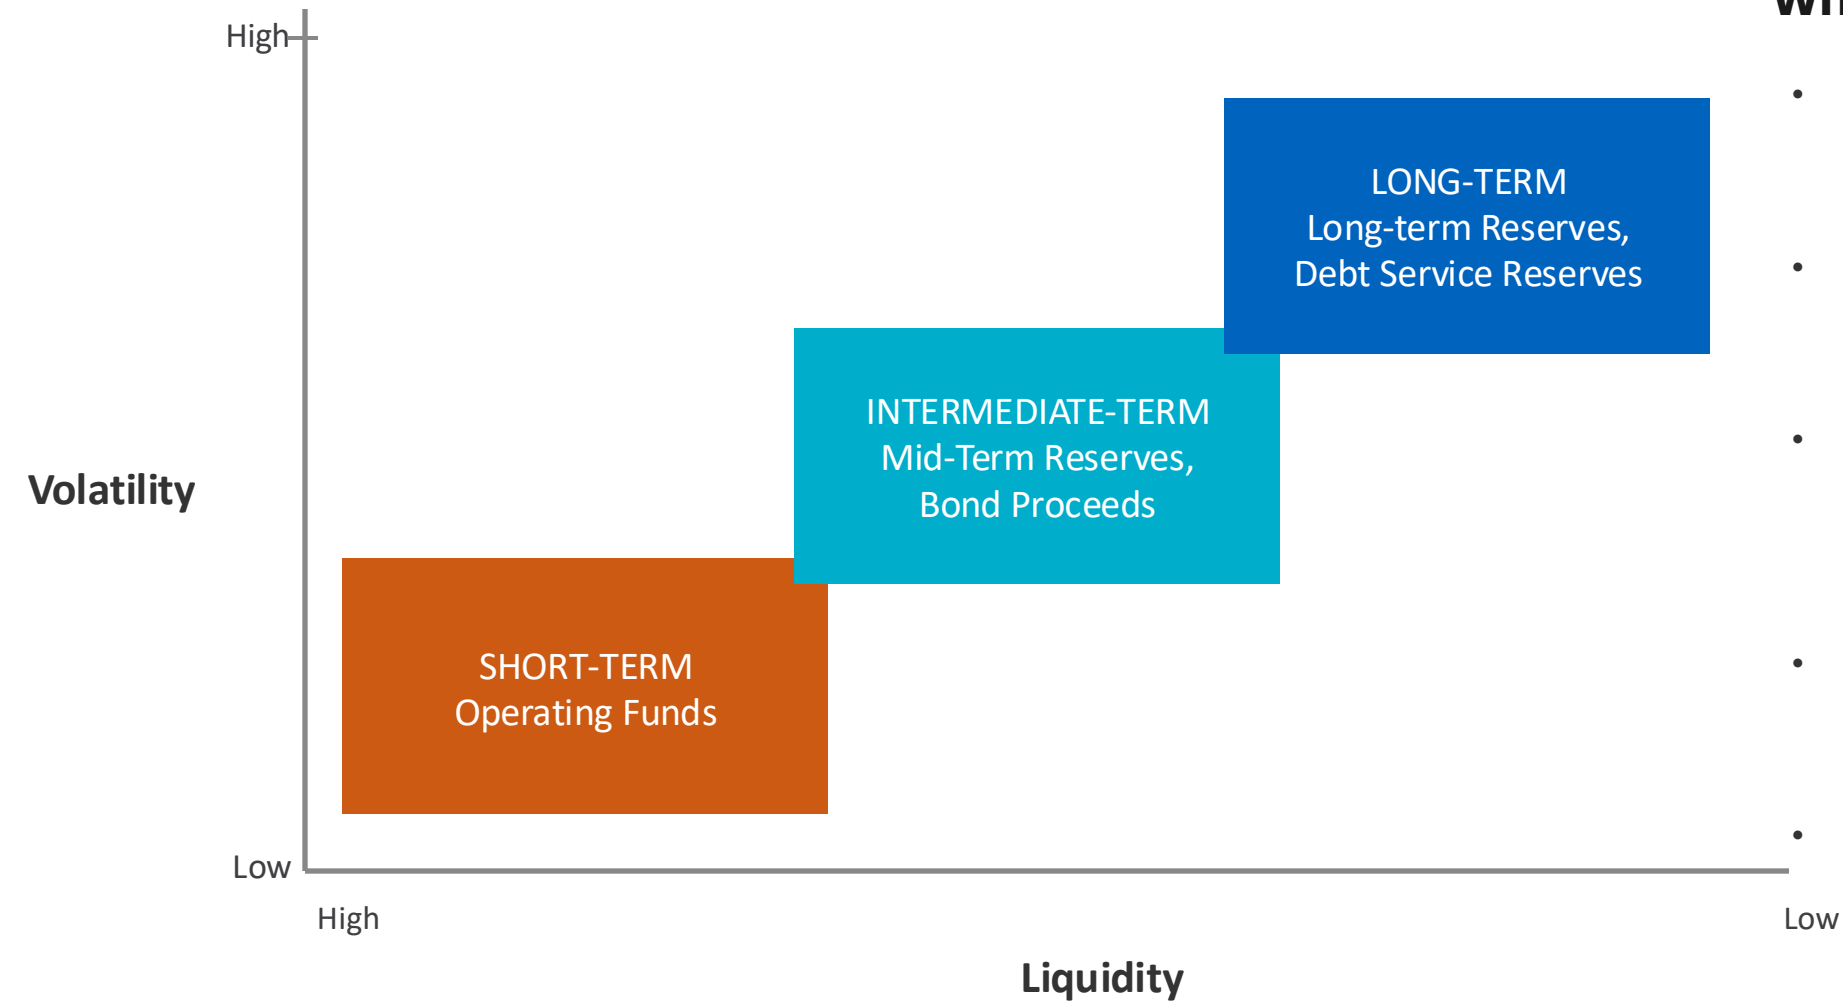 High
LONG-TERM
Long-term Reserves,
Debt Service Reserves
INTERMEDIATE-TERM
Mid-Term Reserves,
Bond Proceeds
Volatility
SHORT-TERM
Operating Funds
Low
High
Low
Liquidity